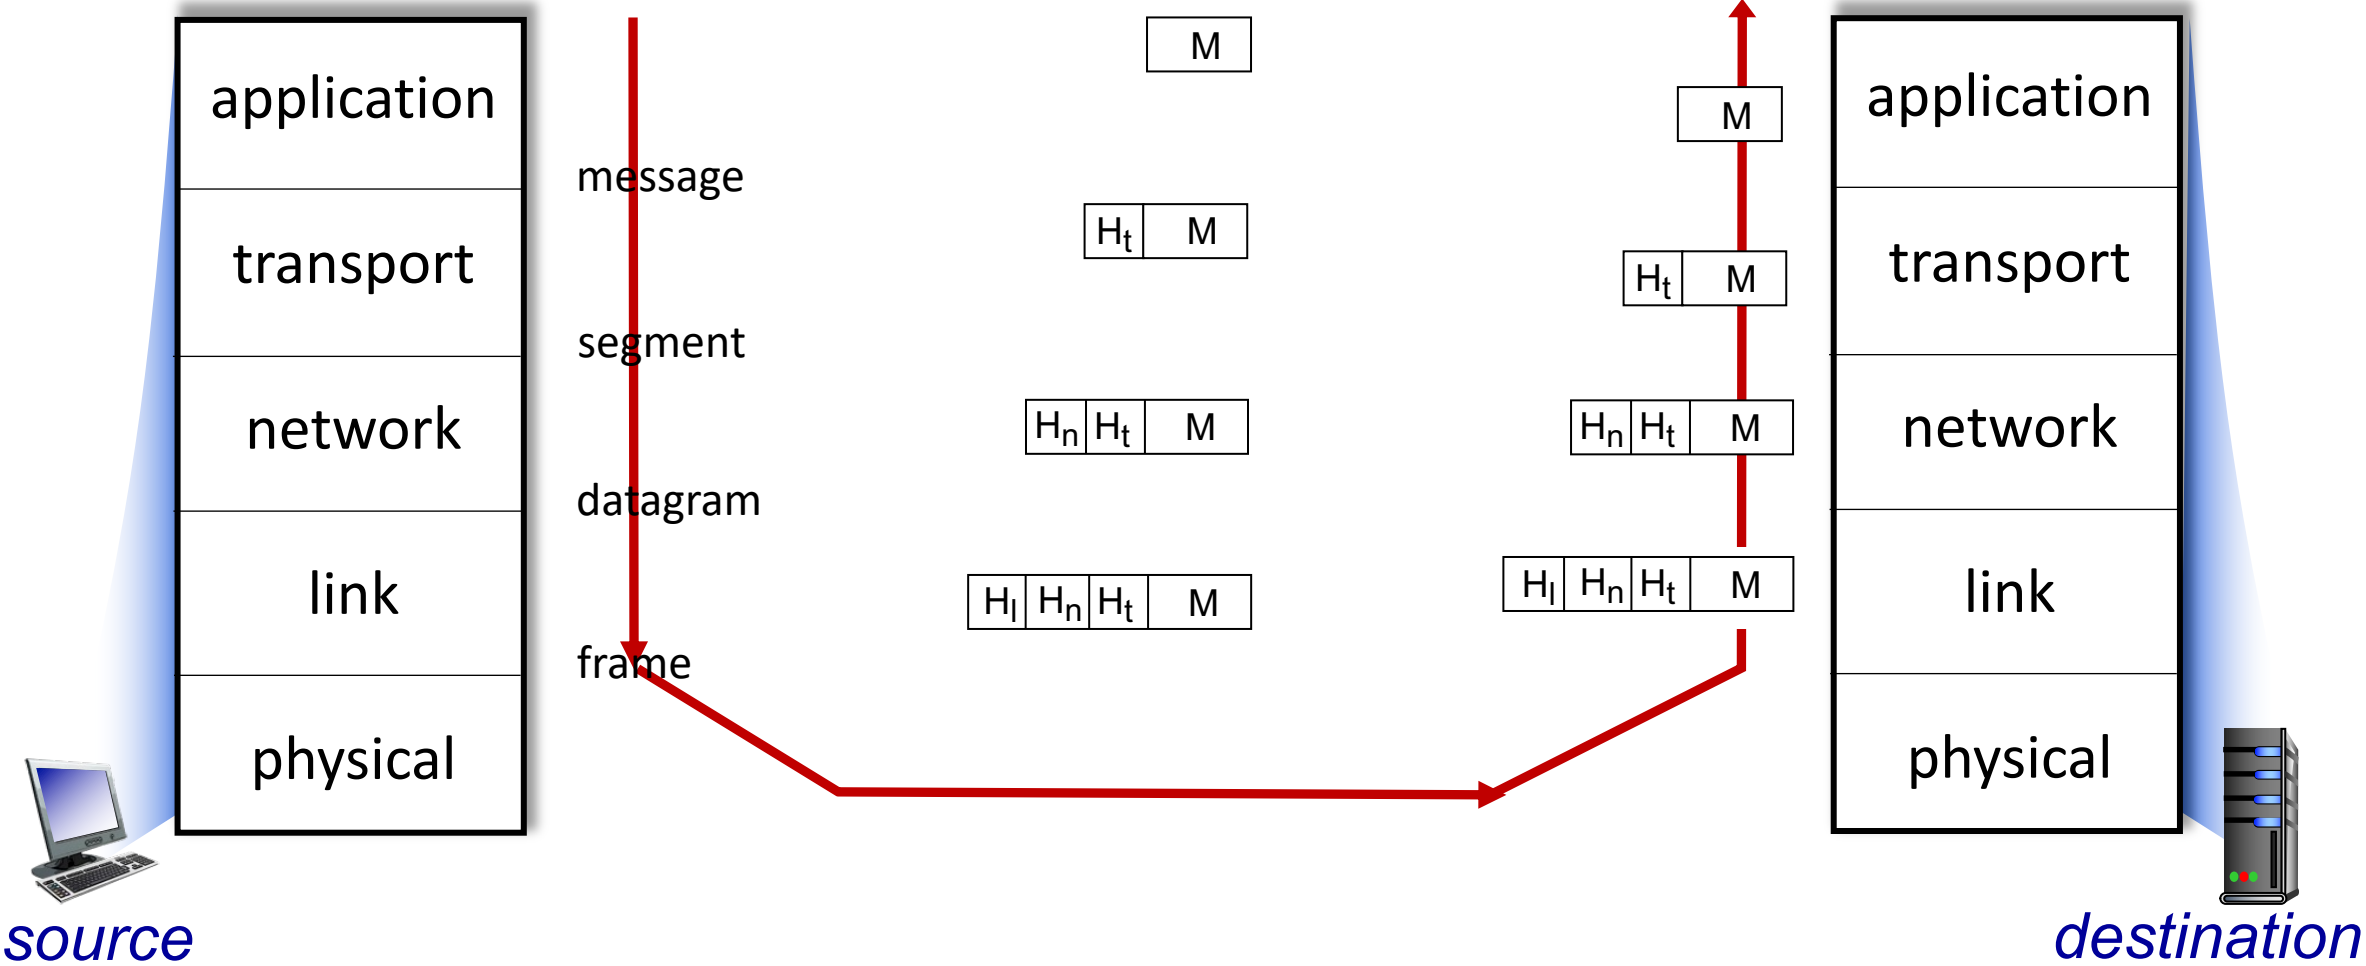 application
transport
network
link
physical
source
message
segment
datagram
frame
M
Ht M
Hn Ht M
Hl Hn Ht M
M
Ht M
Hn Ht M
Hl Hn Ht M
application
transport
network
link
physical
destination